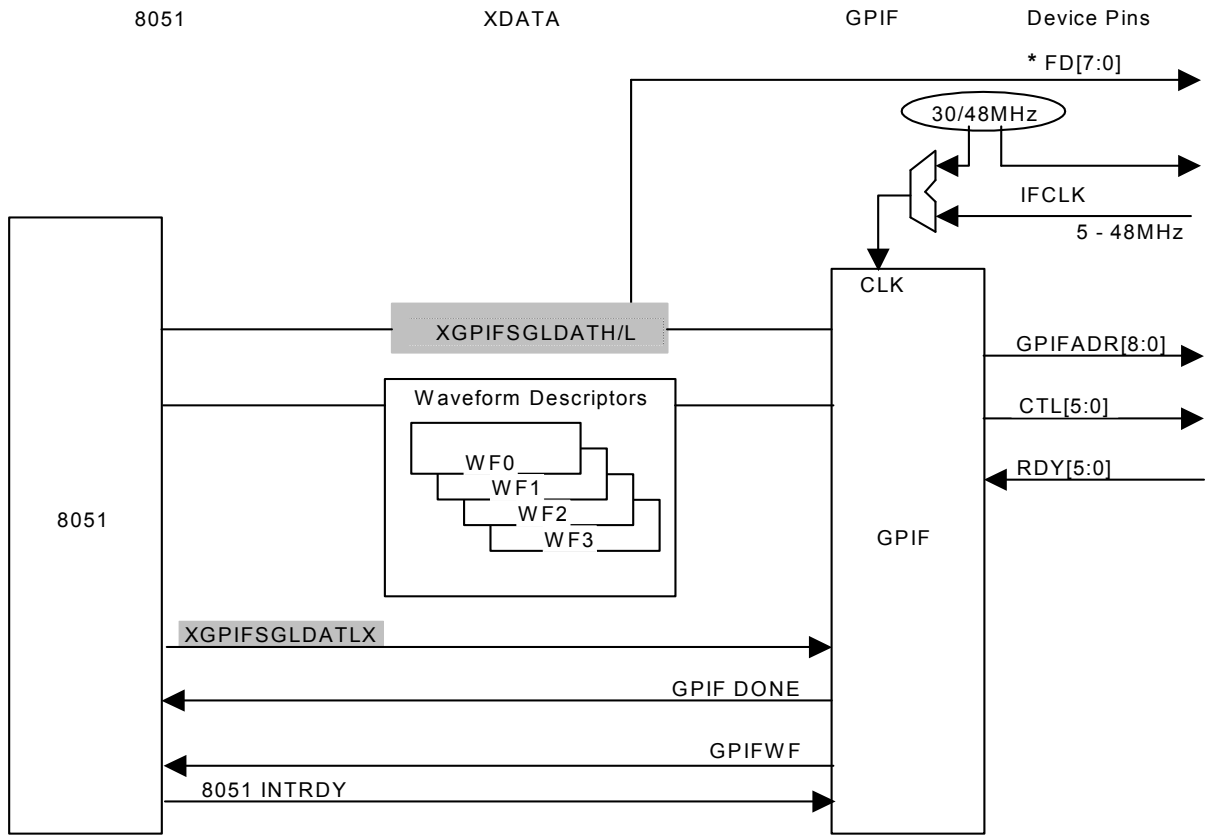 8051 XDATA GPIF Device Pins
* FD[7:0]
30/48MHz
IFCLK
5 - 48MHz
CLK
XGPIFSGLDATH/L
GPIFADR[8:0]
Waveform Descriptors
CTL[5:0]
WF0
RDY[5:0]
WF1
WF2
8051
WF3
GPIF
XGPIFSGLDATLX
GPIF DONE
GPIFWF
8051 INTRDY